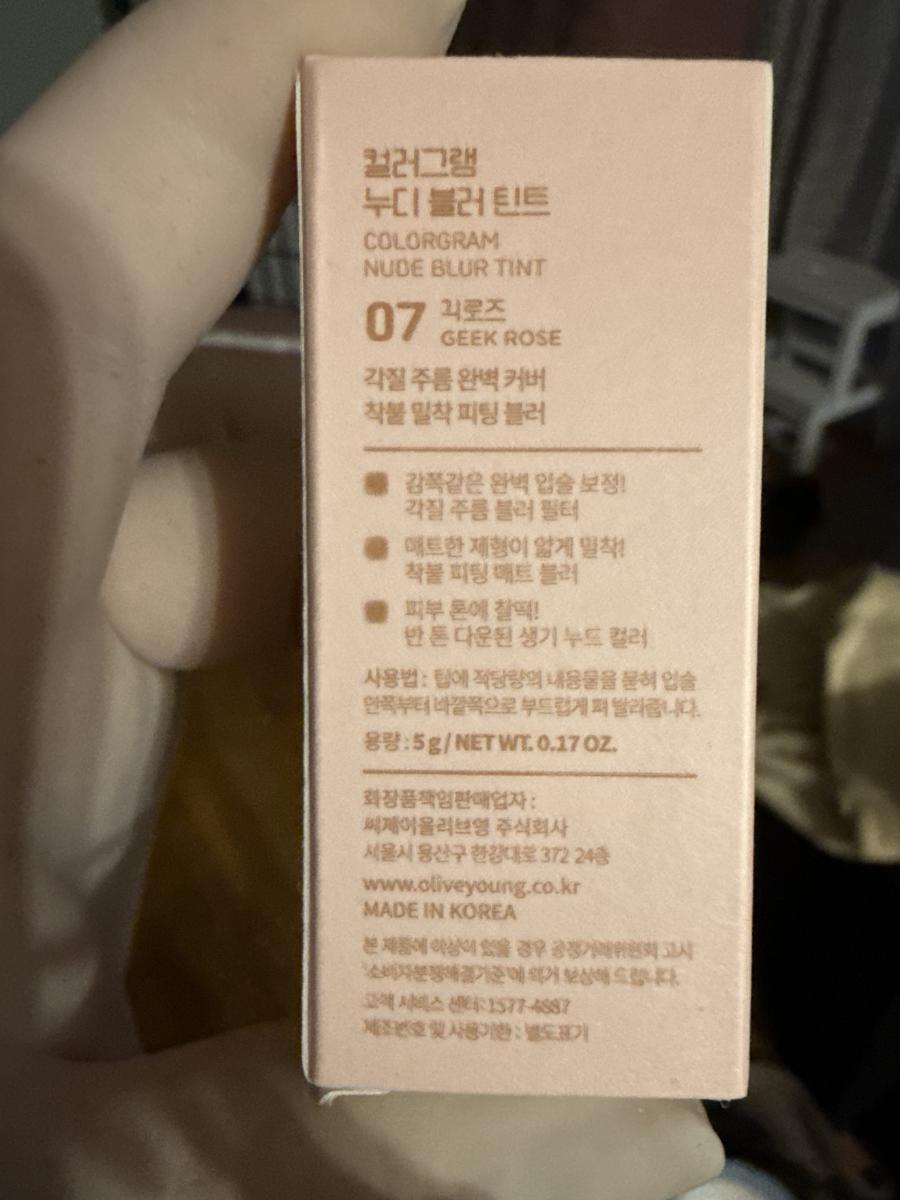 컬러그램
누디 블러 틴트
COLORGRAM
NUDE BLUR TINT
07 긱로즈
GEEK ROSE
각질 주름 완벽 커버
착붙 밀착 피팅 블러
감쪽같은 완벽 입술 보정!
각질 주름 블러 필터
매트한 제형이 얇게 밀착!
착붙 피팅 매트 블러
피부 톤에 찰떡!
반 톤 다운된 생기 누드 컬러
사용법 : 팁에 적당량의 내용물을 묻혀 입술
안쪽부터 바깥쪽으로 부드럽게 펴 발라줍니다.
용량 : 5 g / NET WT. 0.17 OZ.
화장품책임판매업자 :
씨제이올리브영 주식회사
서울시 용산구 한강대로 372 24층
www.oliveyoung.co.kr
MADE IN KOREA
본 제품에 이상이 있을 경우 공정거래위원회 고시
'소비자분쟁해결기준'에 의거 보상해 드립니다.
고객 서비스 센터: 1577-4887
제조번호 및 사용기한 : 별도표기